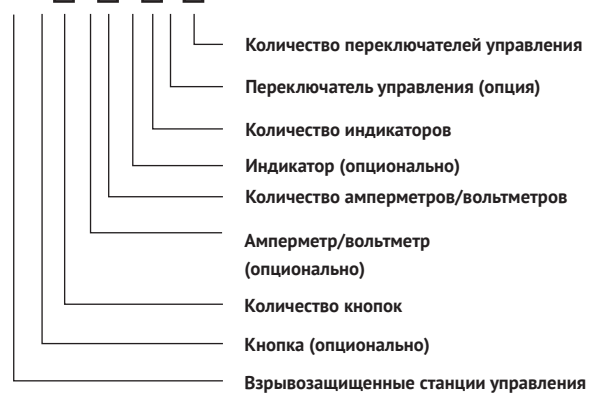 Количество переключателей управления
Переключатель управления (опция)
Количество индикаторов
Индикатор (опционально)
Количество амперметров/вольтметров
Амперметр/вольтметр
(опционально)
Количество кнопок
Кнопка (опционально)
Взрывозащищенные станции управления